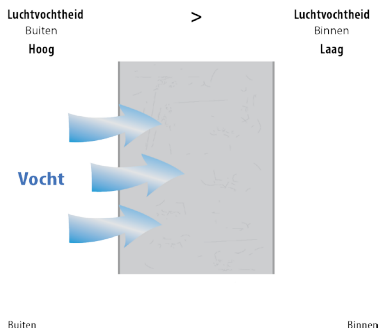 Luchtvochtheid
Buiten
Hoog
>
Luchtvochtheid
Binnen
Laag
Vocht
Buiten
Binnen